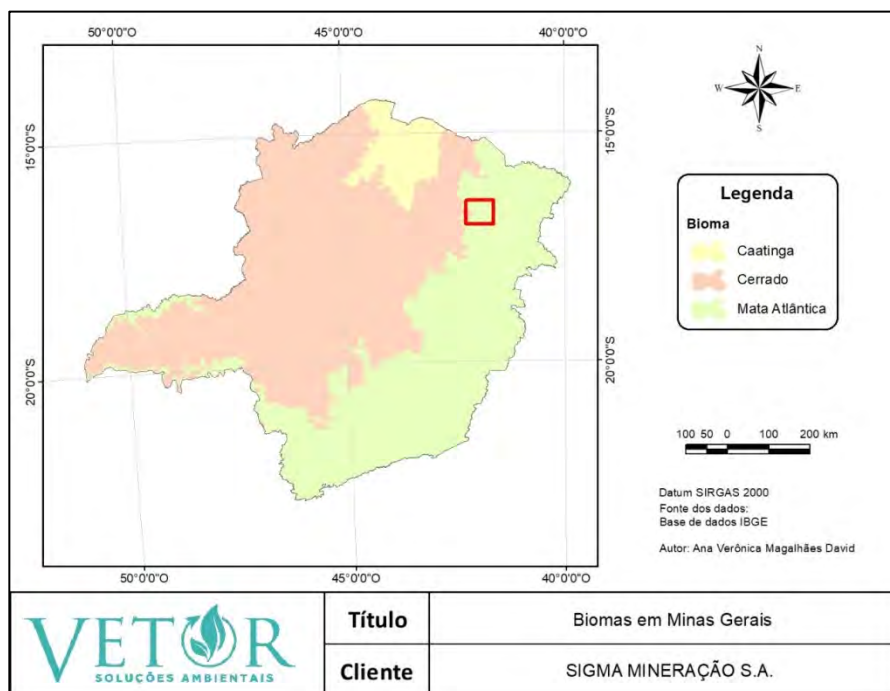 50°0'0"O 45°0'0"O 40°0'0"O
15°0'0"S 15°0'0"S
20°0'0"S 20°0'0"S
50°0'0"O 45°0'0"O 40°0'0"O
N
W E
S
Legenda
Bioma
Caatinga
Cerrado
Mata Atlântica
100 50 0 100 200 km
Datum SIRGAS 2000
Fonte dos dados:
Base de dados IBGE
Autor: Ana Verônica Magalhães David
VETOR
SOLUÇÕES AMBIENTAIS
Título Biomas em Minas Gerais
Cliente SIGMA MINERAÇÃO S.A.